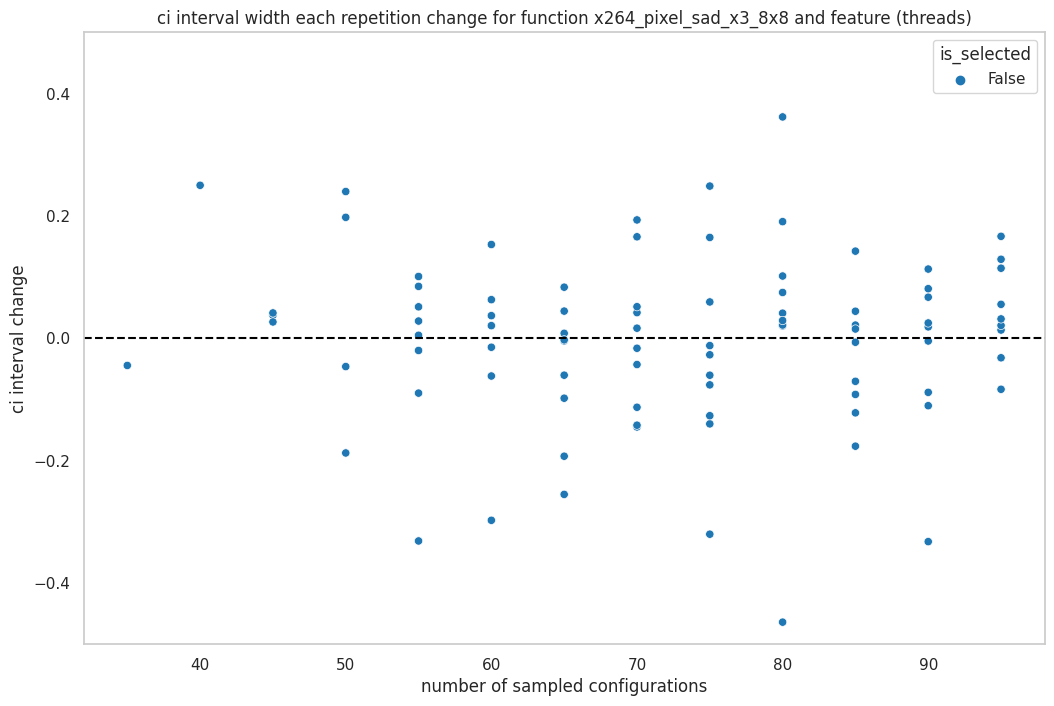 ci interval width each repetition change for function x264_pixel_sad_x3_8x8 and feature (threads)
is_selected
False
ci interval change
0.4
0.2
0.0
−0.2
−0.4
40 50 60 70 80 90
number of sampled configurations